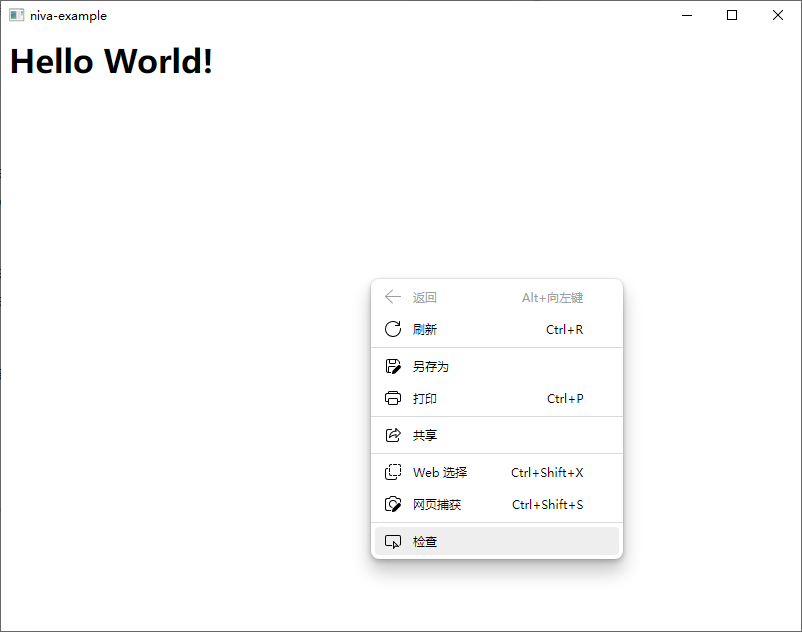 niva-example
Hello World!
返回 Alt+向左键
刷新 Ctrl+R
另存为
打印 Ctrl+P
共享
Web 选择 Ctrl+Shift+X
网页捕获 Ctrl+Shift+S
检查